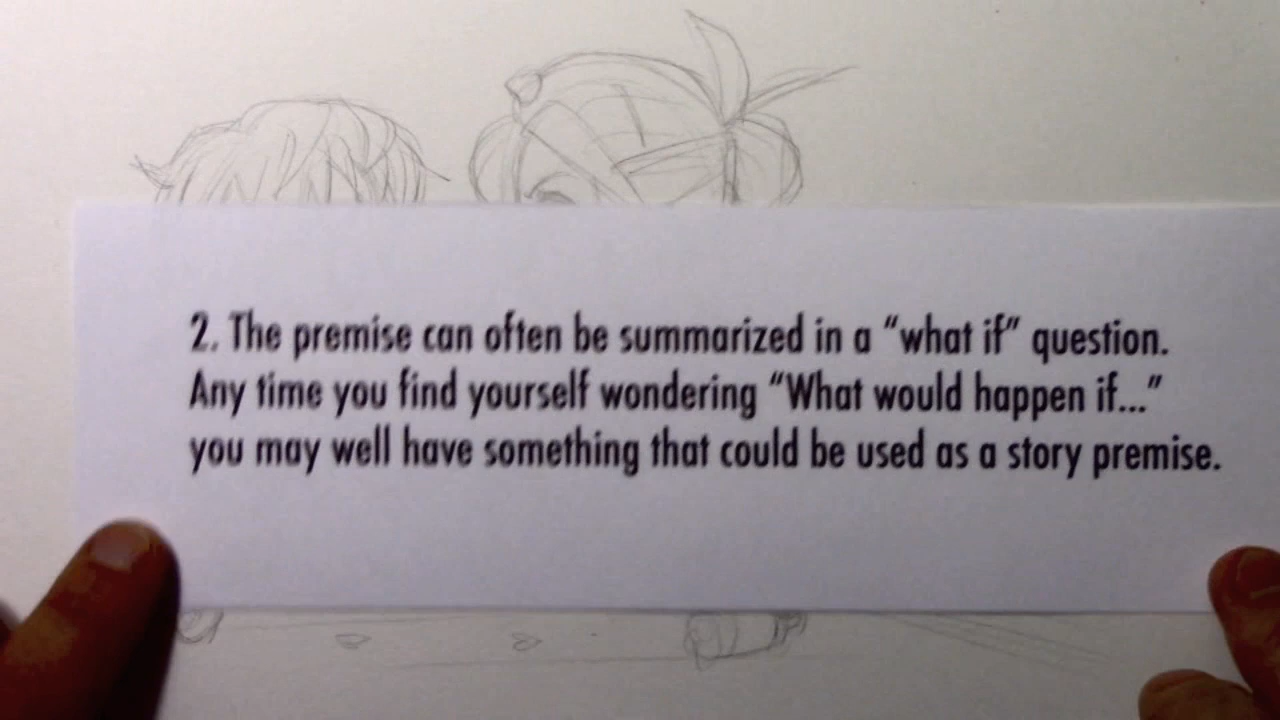 2. The premise can often be summarized in a “what if” question.
Any time you find yourself wondering “What would happen if...”
you may well have something that could be used as a story premise.